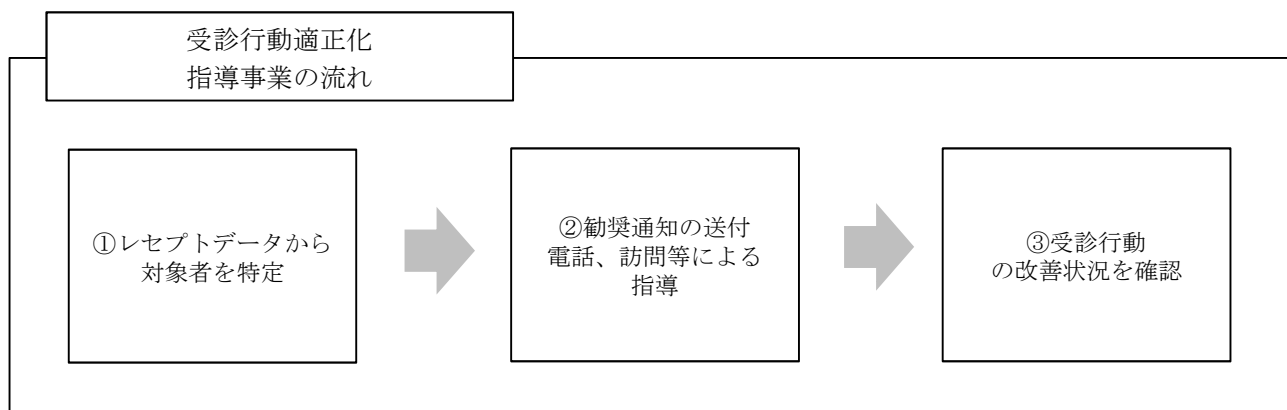 受診行動適正化
指導事業の流れ
①レセプトデータから
対象者を特定
②勧奨通知の送付
電話、訪問等による
指導
③受診行動
の改善状況を確認